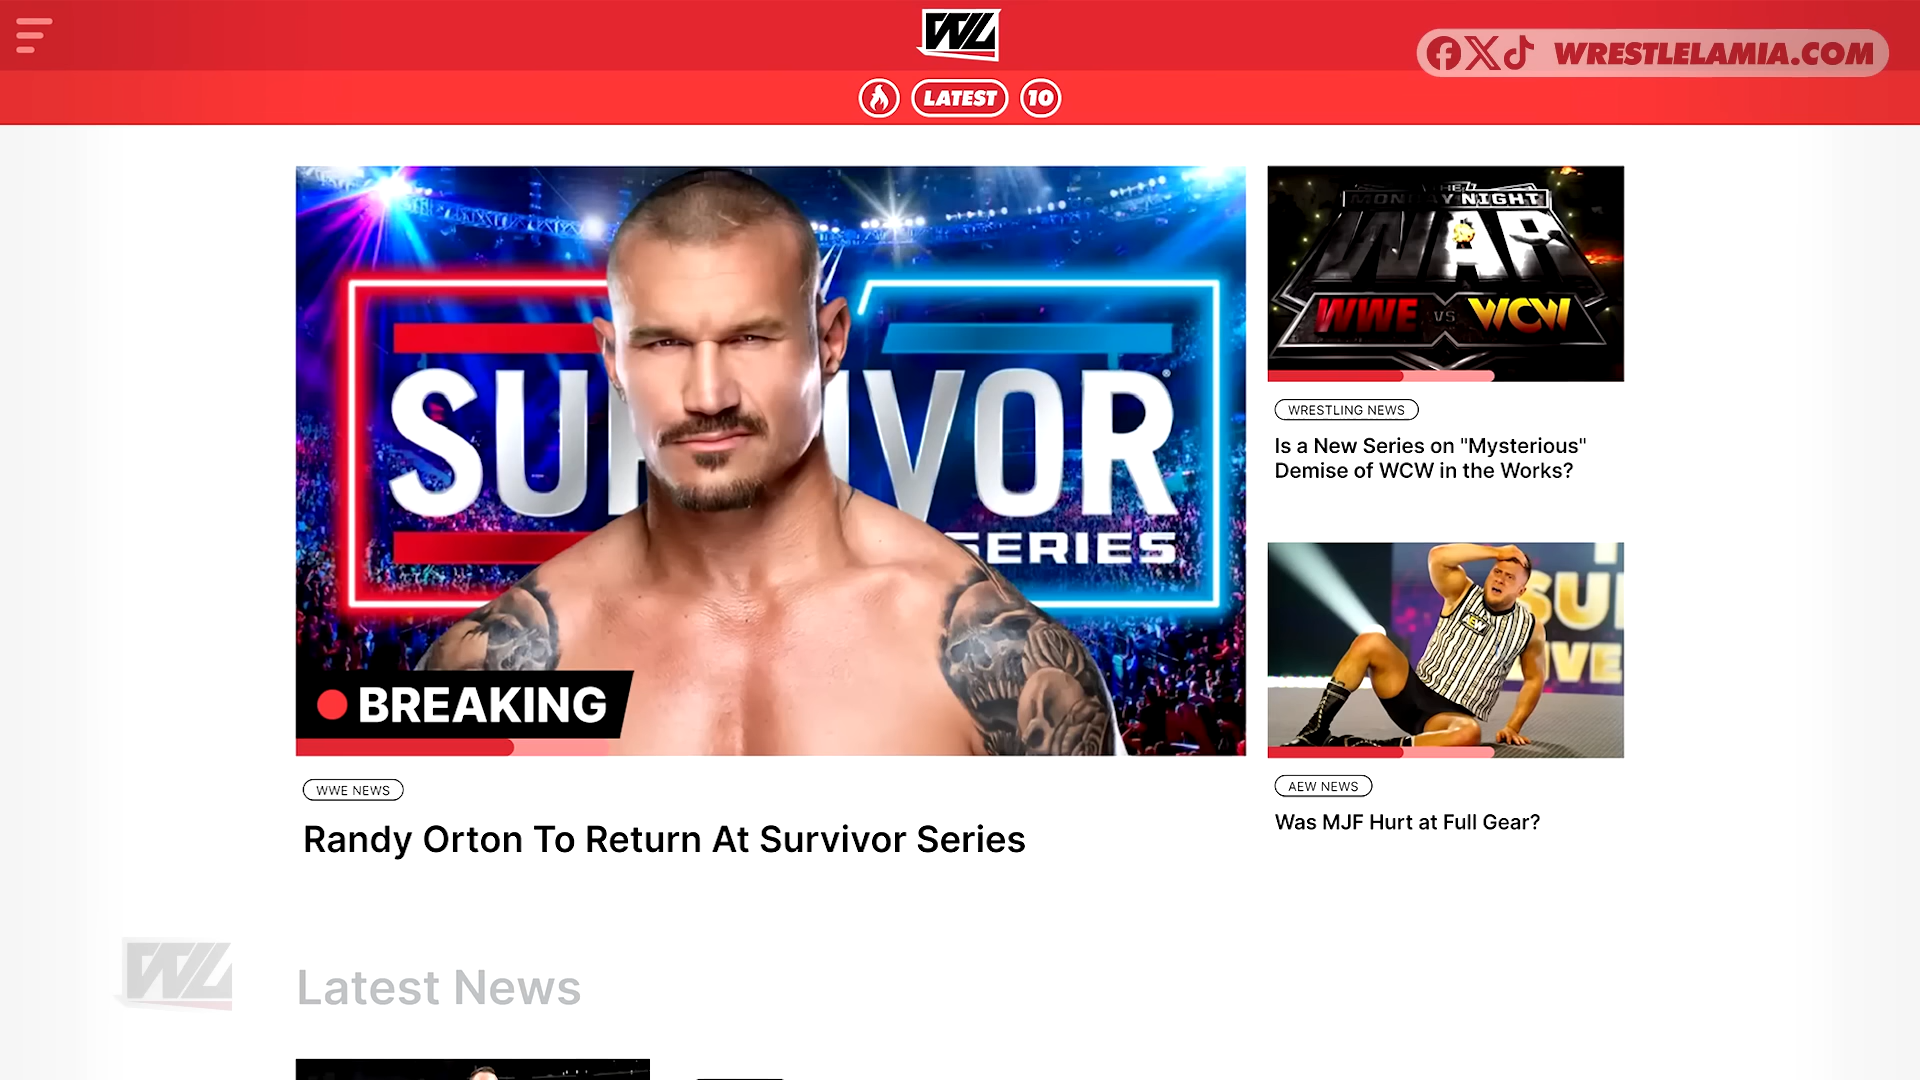 WL
WRESTLELAMIA.COM
LATEST
10
THE
MONDAY NIGHT
WAR
WWE VS WCW
SURVIVOR
SERIES
BREAKING
WRESTLING NEWS
Is a New Series on "Mysterious"
Demise of WCW in the Works?
AEW
WWE NEWS
Randy Orton To Return At Survivor Series
AEW NEWS
Was MJF Hurt at Full Gear?
WL
Latest News